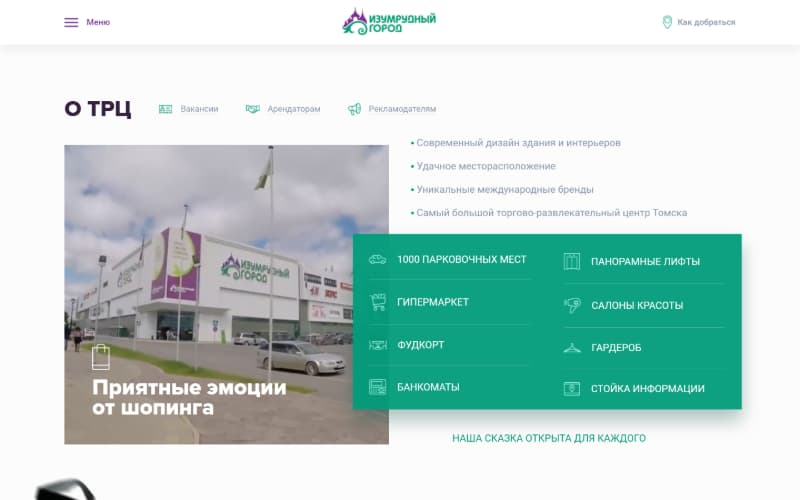 Меню
ИЗУМРУДНЫЙ
ГОРОД
Как добраться
О ТРЦ
Вакансии
Арендаторам
Рекламодателям
• Современный дизайн здания и интерьеров
• Удачное месторасположение
• Уникальные международные бренды
• Самый большой торгово-развлекательный центр Томска
ИЗУМРУДНЫЙ
ГОРОД
H&M
Приятные эмоции
от шопинга
1000 ПАРКОВОЧНЫХ МЕСТ
ГИПЕРМАРКЕТ
ФУДКОРТ
БАНКОМАТЫ
ПАНОРАМНЫЕ ЛИФТЫ
САЛОНЫ КРАСОТЫ
ГАРДЕРОБ
СТОЙКА ИНФОРМАЦИИ
НАША СКАЗКА ОТКРЫТА ДЛЯ КАЖДОГО